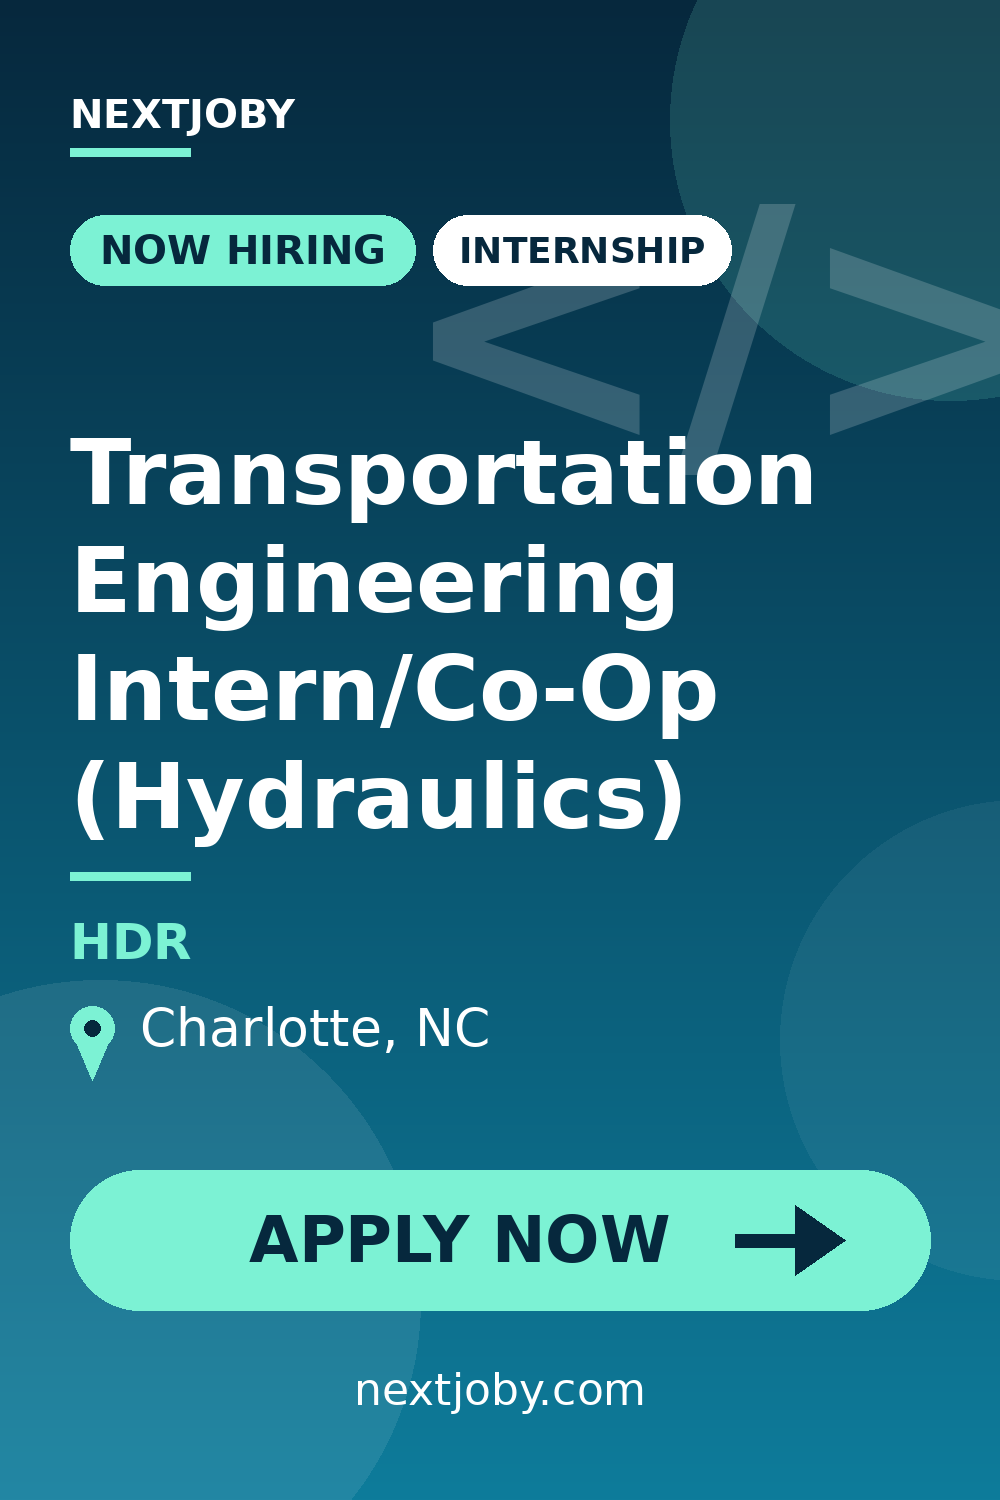 NEXTJOBY
NOW HIRING
INTERNSHIP
</>
Transportation
Engineering
Intern/Co-Op
(Hydraulics)
HDR
Charlotte, NC
APPLY NOW
nextjoby.com